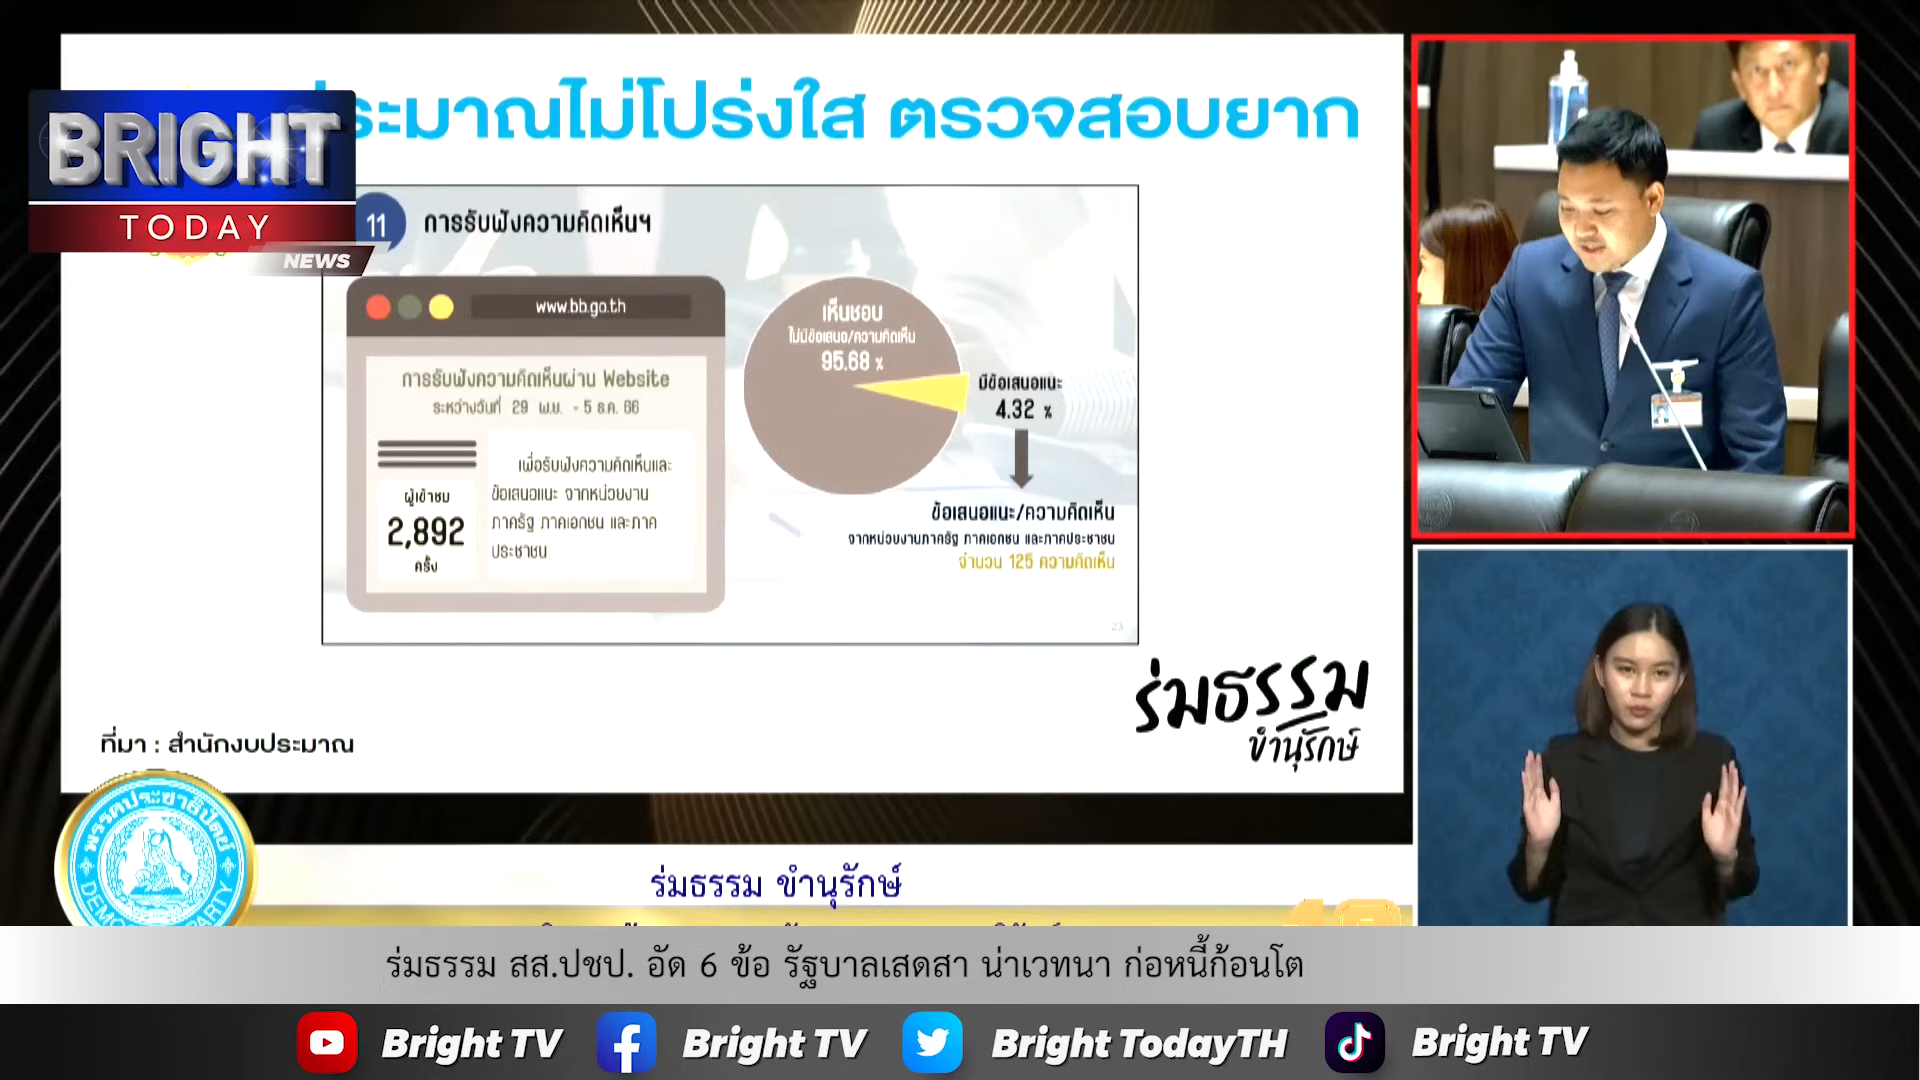 BRIGHT
TODAY
NEWS
ระมาณไม่โปร่งใส ตรวจสอบยาก
11 การรับฟังความคิดเห็นฯ
www.bb.go.th
การรับฟังความคิดเห็นผ่าน Website
ระหว่างวันที่ 29 พ.ย. - 5 ธ.ค. 66
ผู้เข้าชม
2,892
ครั้ง
เพื่อรับฟังความคิดเห็นและ
ข้อเสนอแนะ จากหน่วยงาน
ภาครัฐ ภาคเอกชน และภาค
ประชาชน
เห็นชอบ
ไม่มีข้อเสนอ/ความคิดเห็น
95.68 %
มีข้อเสนอแนะ
4.32 %
ข้อเสนอแนะ/ความคิดเห็น
จากหน่วยงานภาครัฐ ภาคเอกชน และภาคประชาชน
จำนวน 125 ความคิดเห็น
23
ร่มธรรม
ขำนุรักษ์
ที่มา : สำนักงบประมาณ
พรรคประชาธิปัตย์
ร่มธรรม ขำนุรักษ์
ร่มธรรม สส.ปชป. อัด 6 ข้อ รัฐบาลเสดสา น่าเวทนา ก่อหนี้ก้อนโต
Bright TV Bright TV Bright TodayTH Bright TV